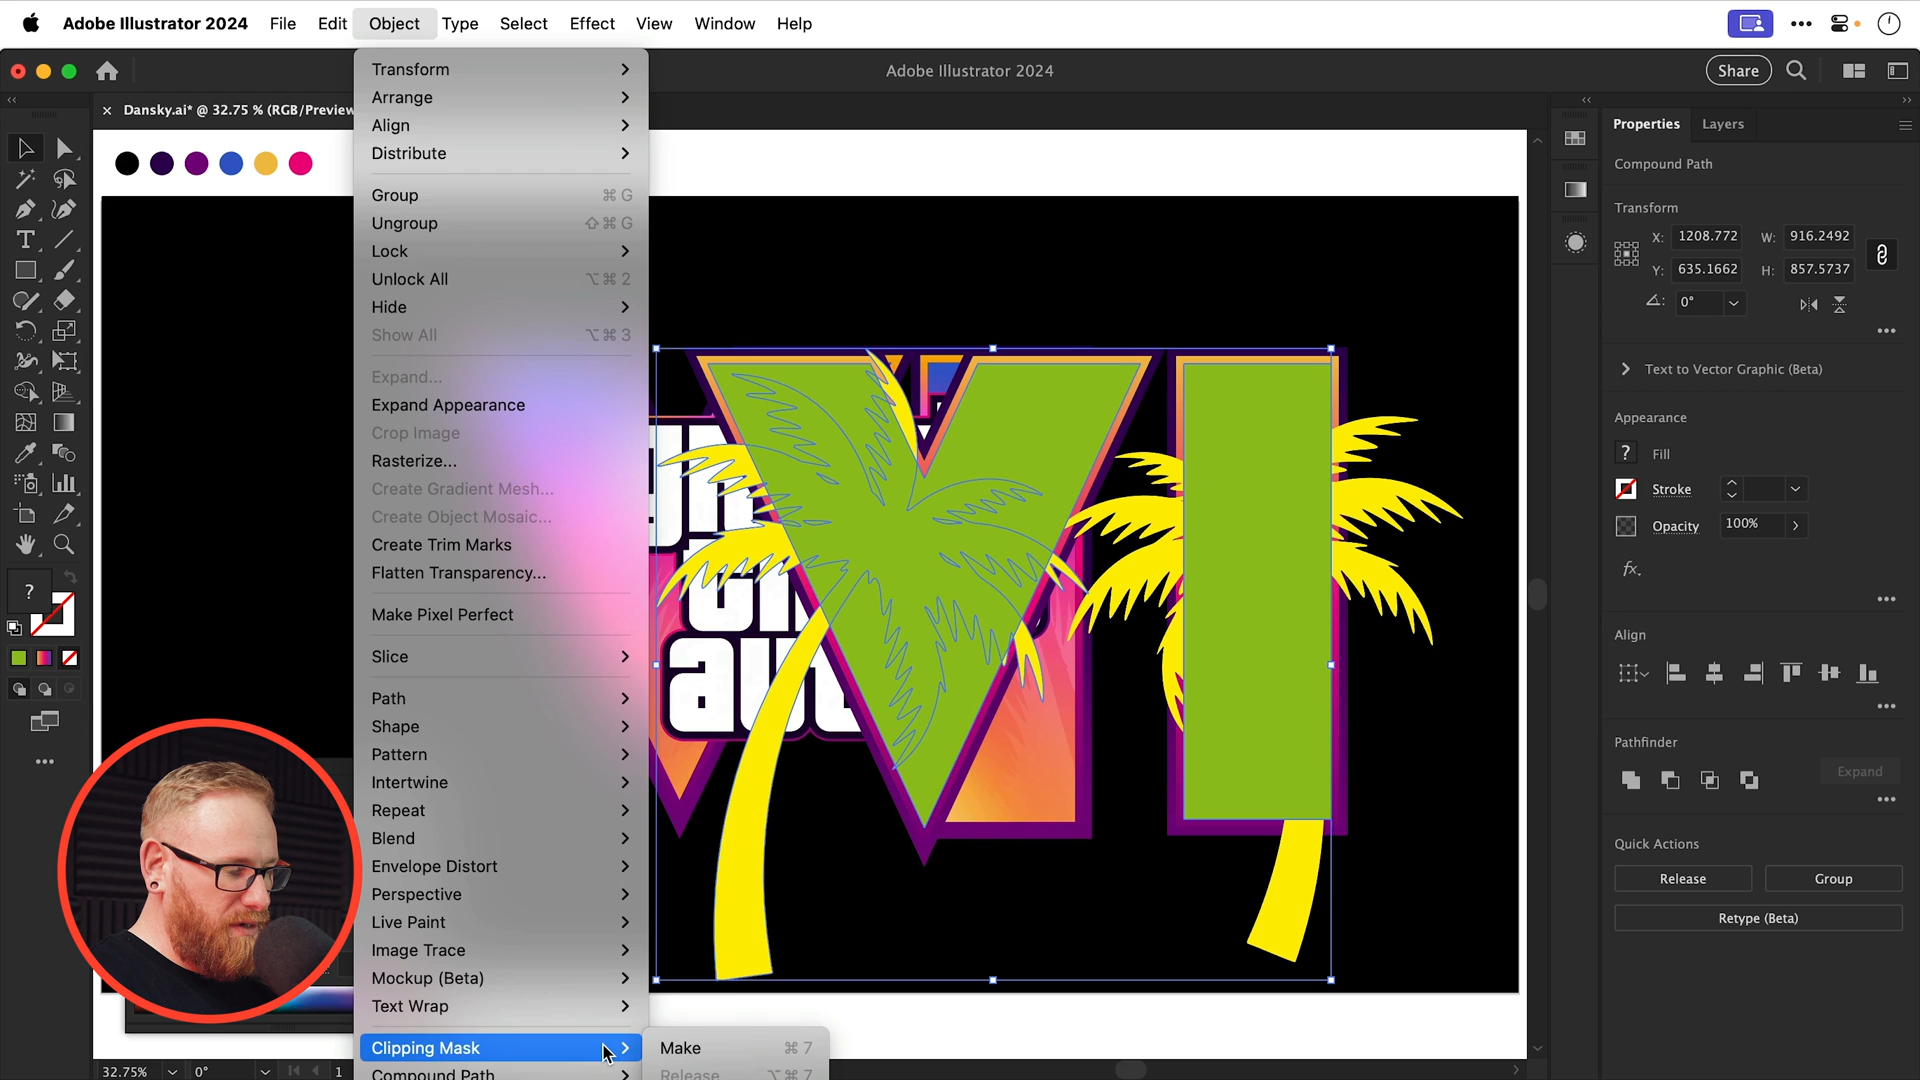 Adobe Illustrator 2024 File Edit Object Type Select Effect View Window Help
Adobe Illustrator 2024
Share
× Dansky.ai* @ 32.75 % (RGB/Preview
Transform
Arrange
Align
Distribute
Group ⌘ G
Ungroup ⇧ ⌘ G
Lock
Unlock All ⌥ ⌘ 2
Hide
Show All ⌥ ⌘ 3
Expand...
Expand Appearance
Crop Image
Rasterize...
Create Gradient Mesh...
Create Object Mosaic...
Create Trim Marks
Flatten Transparency...
Make Pixel Perfect
Slice
Path
Shape
Pattern
Intertwine
Repeat
Blend
Envelope Distort
Perspective
Live Paint
Image Trace
Mockup (Beta)
Text Wrap
Clipping Mask
Compound Path
Make ⌘ 7
Release ⌥ ⌘ 7
VI
Properties Layers
Compound Path
Transform
X: 1208.772 W: 916.2492
Y: 635.1662 H: 857.5737
0°
Text to Vector Graphic (Beta)
Appearance
? Fill
Stroke
Opacity 100%
fx.
Align
Pathfinder
Expand
Quick Actions
Release Group
Retype (Beta)
?
32.75% 0° 1